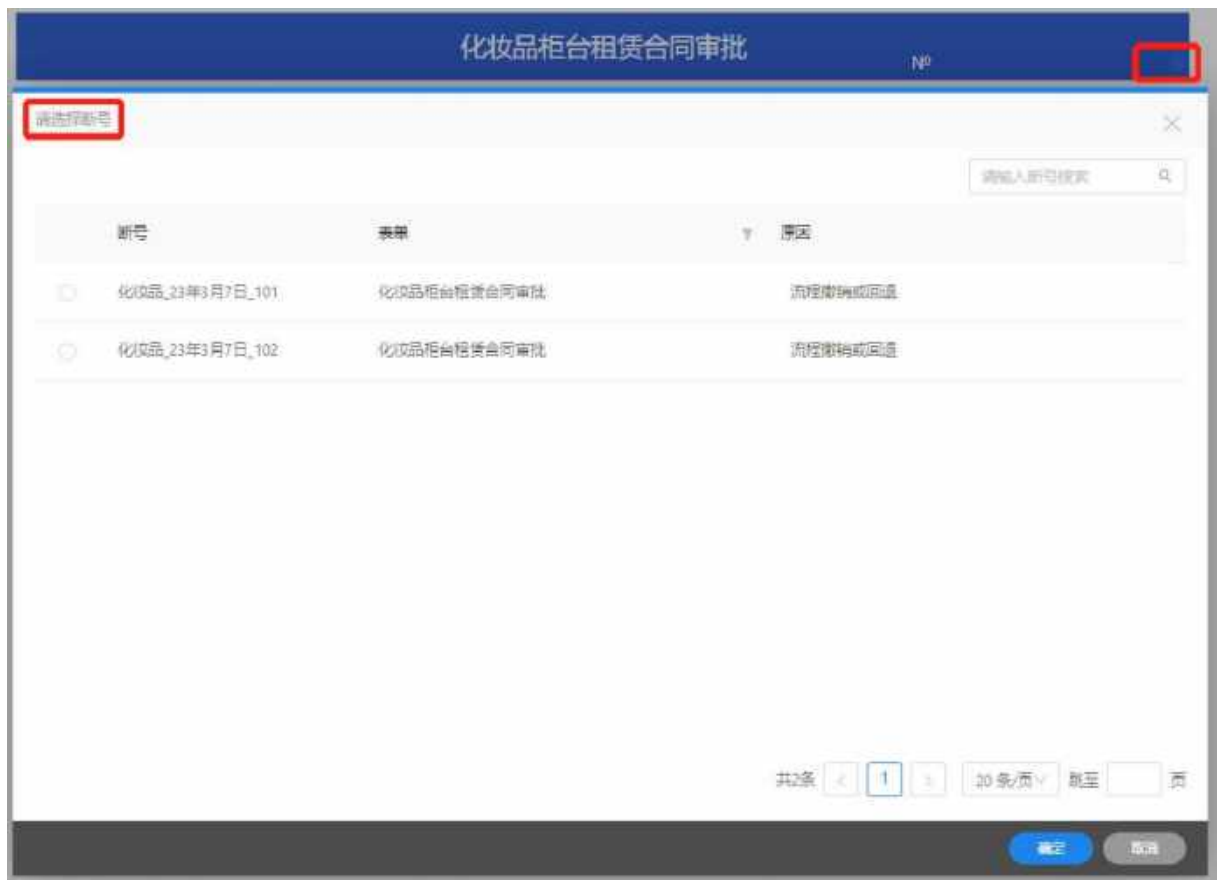 化妆品柜台租赁合同审批
Nº
请选择断号
请输入断号搜索
断号 表单 原因
化妆品_23年3月7日_101 化妆品柜台租赁合同审批 流程撤销或回退
化妆品_23年3月7日_102 化妆品柜台租赁合同审批 流程撤销或回退
共2条 < 1 > 20 条/页 跳至 页
确定 取消